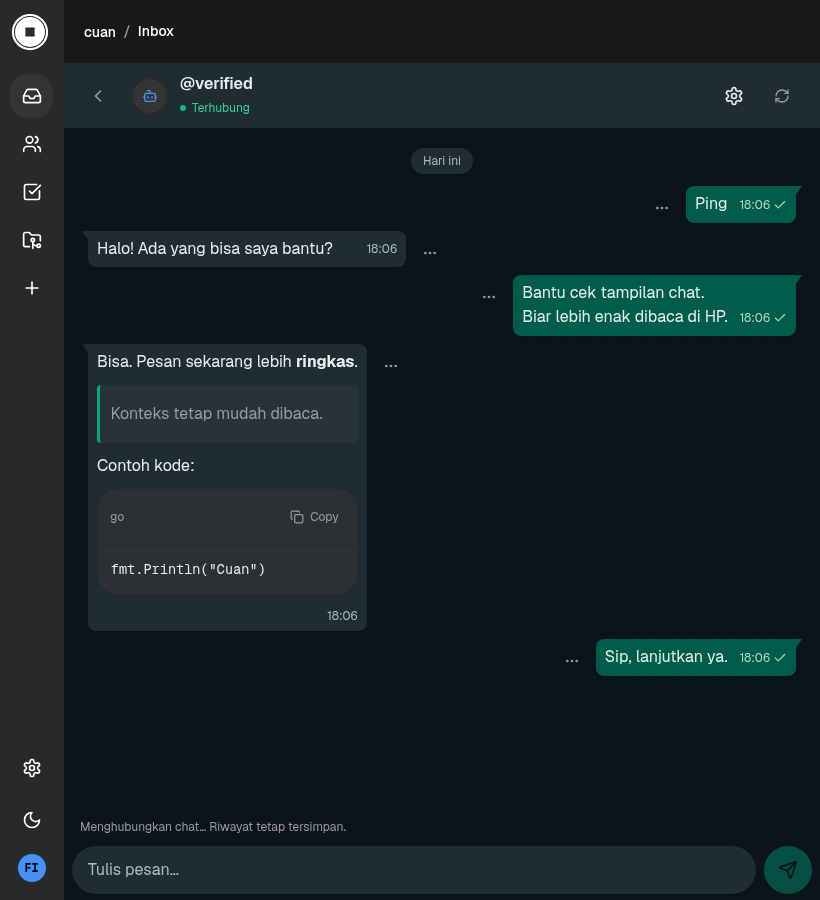 cuan / Inbox
@verified
Terhubung
Hari ini
Ping 18:06
Halo! Ada yang bisa saya bantu? 18:06
Bantu cek tampilan chat.
Biar lebih enak dibaca di HP. 18:06
Bisa. Pesan sekarang lebih ringkas.
Konteks tetap mudah dibaca.
Contoh kode:
go Copy
fmt.Println("Cuan")
18:06
Sip, lanjutkan ya. 18:06
Menghubungkan chat… Riwayat tetap tersimpan.
Tulis pesan…
FI